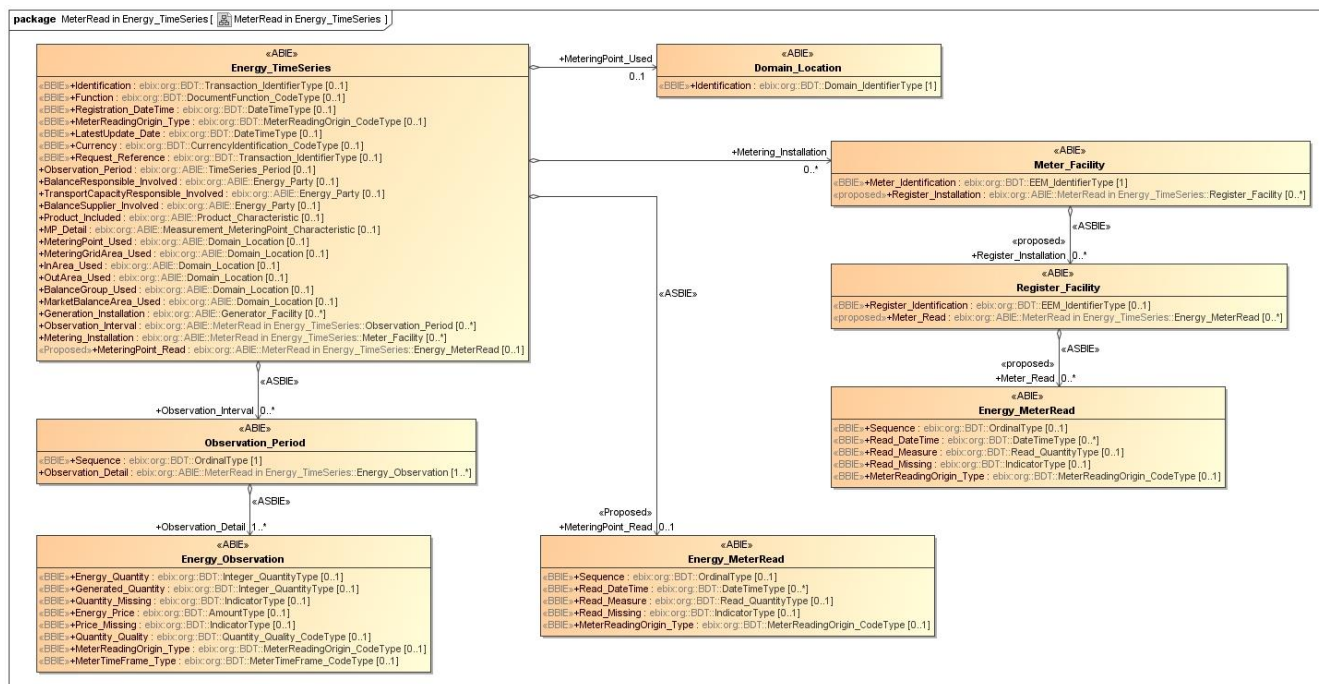 package MeterRead in Energy_TimeSeries [ MeterRead in Energy_TimeSeries ]
«ABIE»
Energy_TimeSeries
«BBIE»+Identification : ebix:org::BDT::Transaction_IdentifierType [0..1]
«BBIE»+Function : ebix:org::BDT::DocumentFunction_CodeType [0..1]
«BBIE»+Registration_DateTime : ebix:org::BDT::DateTimeType [0..1]
«BBIE»+MeterReadingOrigin_Type : ebix:org::BDT::MeterReadingOrigin_CodeType [0..1]
«BBIE»+LatestUpdate_Date : ebix:org::BDT::DateTimeType [0..1]
«BBIE»+Currency : ebix:org::BDT::CurrencyIdentification_CodeType [0..1]
«BBIE»+Request_Reference : ebix:org::BDT::Transaction_IdentifierType [0..1]
+Observation_Period : ebix:org::ABIE::TimeSeries_Period [0..1]
+BalanceResponsible_Involved : ebix:org::ABIE::Energy_Party [0..1]
+TransportCapacityResponsible_Involved : ebix:org::ABIE::Energy_Party [0..1]
+BalanceSupplier_Involved : ebix:org::ABIE::Energy_Party [0..1]
+Product_Included : ebix:org::ABIE::Product_Characteristic [0..1]
+MP_Detail : ebix:org::ABIE::Measurement_MeteringPoint_Characteristic [0..1]
+MeteringPoint_Used : ebix:org::ABIE::Domain_Location [0..1]
+MeteringGridArea_Used : ebix:org::ABIE::Domain_Location [0..1]
+InArea_Used : ebix:org::ABIE::Domain_Location [0..1]
+OutArea_Used : ebix:org::ABIE::Domain_Location [0..1]
+BalanceGroup_Used : ebix:org::ABIE::Domain_Location [0..1]
+MarketBalanceArea_Used : ebix:org::ABIE::Domain_Location [0..1]
+Generation_Installation : ebix:org::ABIE::Generator_Facility [0..*]
+Observation_Interval : ebix:org::ABIE::MeterRead in Energy_TimeSeries::Observation_Period [0..*]
+Metering_Installation : ebix:org::ABIE::MeterRead in Energy_TimeSeries::Meter_Facility [0..*]
«Proposed»+MeteringPoint_Read : ebix:org::ABIE::MeterRead in Energy_TimeSeries::Energy_MeterRead [0..1]
+MeteringPoint_Used
0..1
«ABIE»
Domain_Location
«BBIE»+Identification : ebix:org::BDT::Domain_IdentifierType [1]
+Metering_Installation
0..*
«ABIE»
Meter_Facility
«BBIE»+Meter_Identification : ebix:org::BDT::EEM_IdentifierType [1]
«proposed»+Register_Installation : ebix:org::ABIE::MeterRead in Energy_TimeSeries::Register_Facility [0..*]
«ASBIE»
«proposed»
+Register_Installation 0..*
«ABIE»
Register_Facility
«BBIE»+Register_Identification : ebix:org::BDT::EEM_IdentifierType [0..1]
«proposed»+Meter_Read : ebix:org::ABIE::MeterRead in Energy_TimeSeries::Energy_MeterRead [0..*]
«ASBIE»
«proposed»
+Meter_Read 0..*
«ABIE»
Energy_MeterRead
«BBIE»+Sequence : ebix:org::BDT::OrdinalType [0..1]
«BBIE»+Read_DateTime : ebix:org::BDT::DateTimeType [0..*]
«BBIE»+Read_Measure : ebix:org::BDT::Read_QuantityType [0..1]
«BBIE»+Read_Missing : ebix:org::BDT::IndicatorType [0..1]
«BBIE»+MeterReadingOrigin_Type : ebix:org::BDT::MeterReadingOrigin_CodeType [0..1]
«ASBIE»
«ASBIE»
+Observation_Interval 0..*
«ABIE»
Observation_Period
«BBIE»+Sequence : ebix:org::BDT::OrdinalType [1]
+Observation_Detail : ebix:org::ABIE::MeterRead in Energy_TimeSeries::Energy_Observation [1..*]
«ASBIE»
+Observation_Detail 1..*
«ABIE»
Energy_Observation
«BBIE»+Energy_Quantity : ebix:org::BDT::Integer_QuantityType [0..1]
«BBIE»+Generated_Quantity : ebix:org::BDT::Integer_QuantityType [0..1]
«BBIE»+Quantity_Missing : ebix:org::BDT::IndicatorType [0..1]
«BBIE»+Energy_Price : ebix:org::BDT::AmountType [0..1]
«BBIE»+Price_Missing : ebix:org::BDT::IndicatorType [0..1]
«BBIE»+Quantity_Quality : ebix:org::BDT::Quantity_Quality_CodeType [0..1]
«BBIE»+MeterReadingOrigin_Type : ebix:org::BDT::MeterReadingOrigin_CodeType [0..1]
«BBIE»+MeterTimeFrame_Type : ebix:org::BDT::MeterTimeFrame_CodeType [0..1]
«Proposed»
+MeteringPoint_Read 0..1
«ABIE»
Energy_MeterRead
«BBIE»+Sequence : ebix:org::BDT::OrdinalType [0..1]
«BBIE»+Read_DateTime : ebix:org::BDT::DateTimeType [0..*]
«BBIE»+Read_Measure : ebix:org::BDT::Read_QuantityType [0..1]
«BBIE»+Read_Missing : ebix:org::BDT::IndicatorType [0..1]
«BBIE»+MeterReadingOrigin_Type : ebix:org::BDT::MeterReadingOrigin_CodeType [0..1]